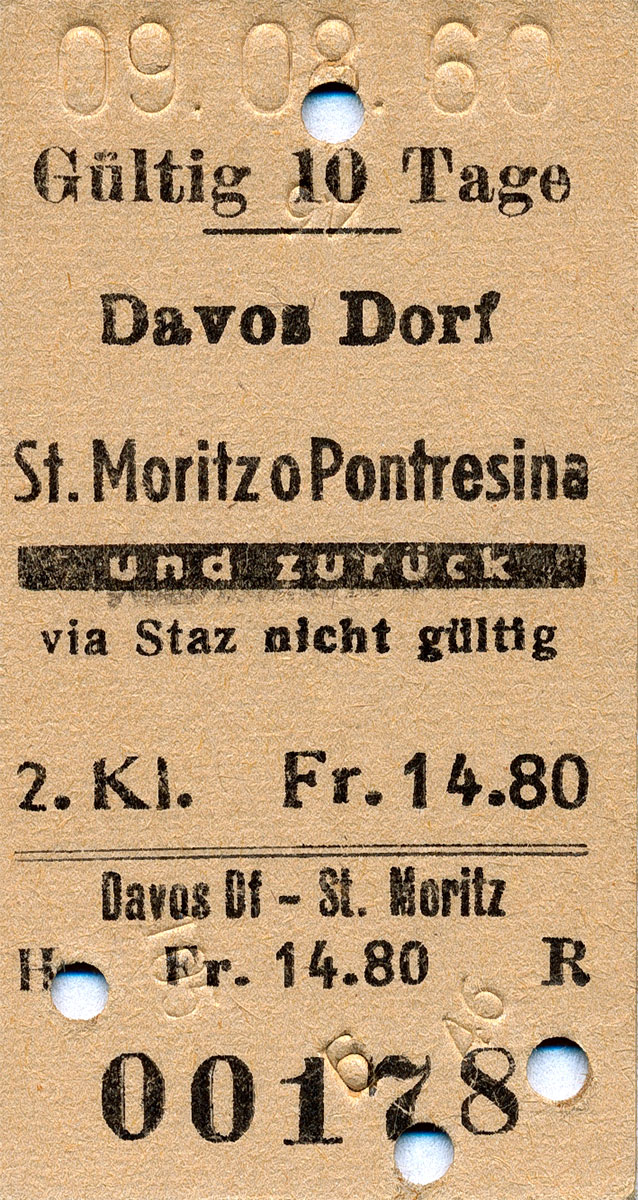 09.08.60
Gültig 10 Tage
Davos Dorf
St. Moritz o Pontresina
und zurück
via Staz nicht gültig
2. Kl. Fr. 14.80
Davos Df - St. Moritz
H Fr. 14.80 R
00178